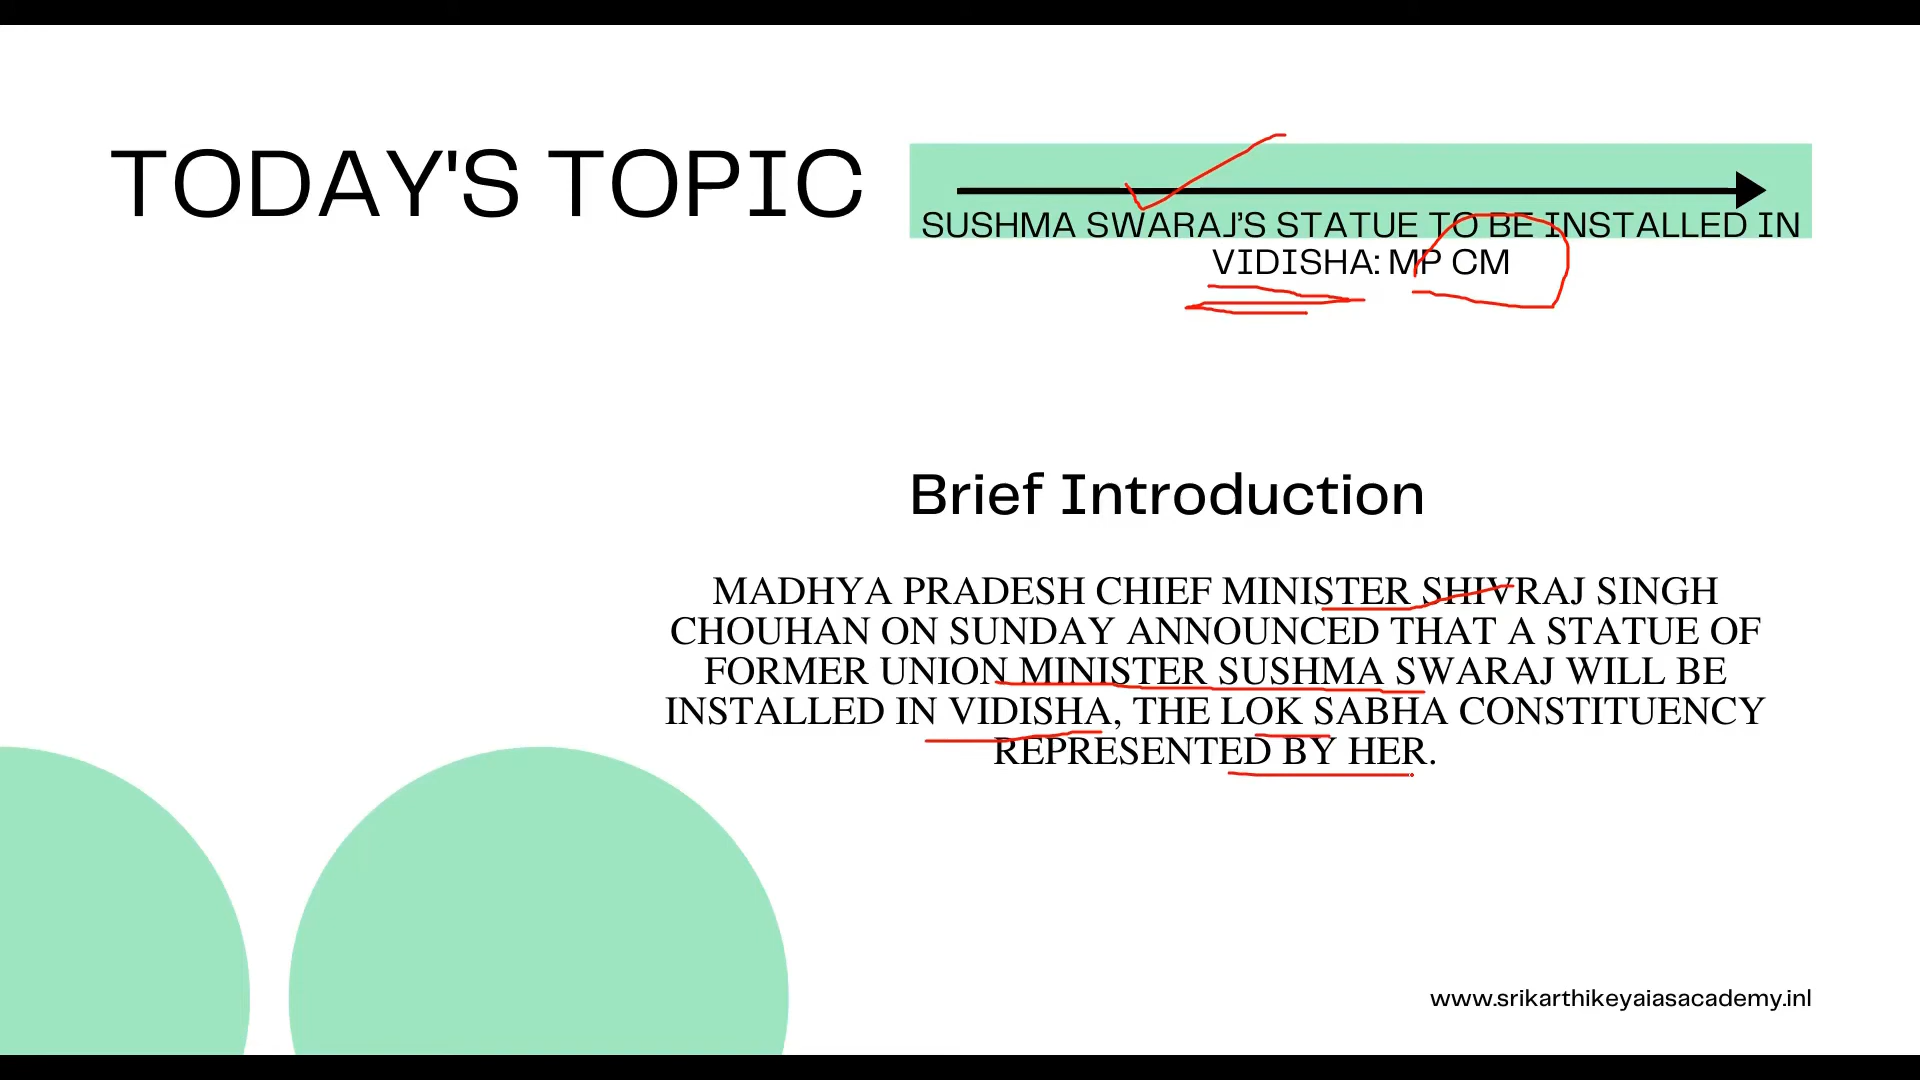 TODAY'S TOPIC
SUSHMA SWARAJ’S STATUE TO BE INSTALLED IN
VIDISHA: MP CM
Brief Introduction
MADHYA PRADESH CHIEF MINISTER SHIVRAJ SINGH
CHOUHAN ON SUNDAY ANNOUNCED THAT A STATUE OF
FORMER UNION MINISTER SUSHMA SWARAJ WILL BE
INSTALLED IN VIDISHA, THE LOK SABHA CONSTITUENCY
REPRESENTED BY HER.
www.srikarthikeyaiasacademy.inl